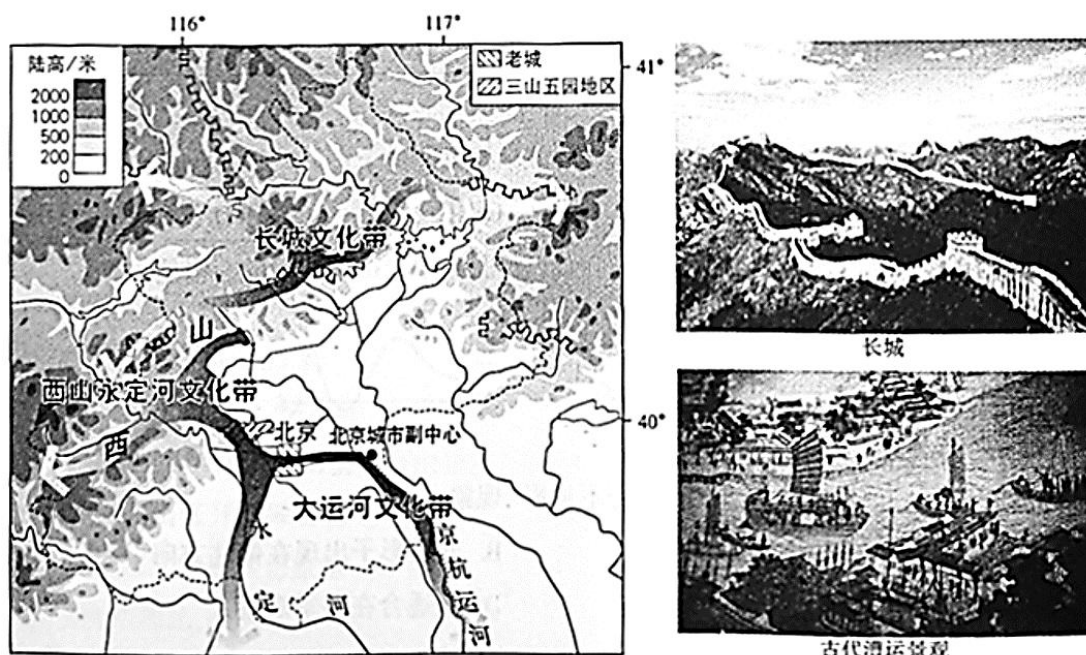 116°
117°
陆高/米
2000
1000
500
200
0
老城
三山五园地区
41°
长城文化带
山
西山永定河文化带
西
北京
北京城市副中心
40°
大运河文化带
永
定
河
京
杭
运
河
长城
古代漕运景观